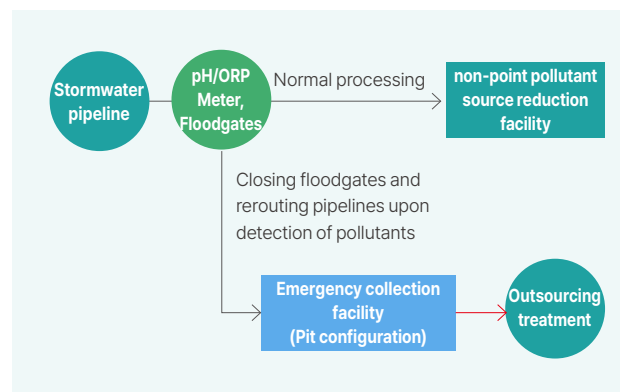 Stormwater
pipeline
pH/ORP
Meter,
Floodgates
Normal processing
non-point pollutant
source reduction
facility
Closing floodgates and
rerouting pipelines upon
detection of pollutants
Emergency collection
facility
(Pit configuration)
Outsourcing
treatment